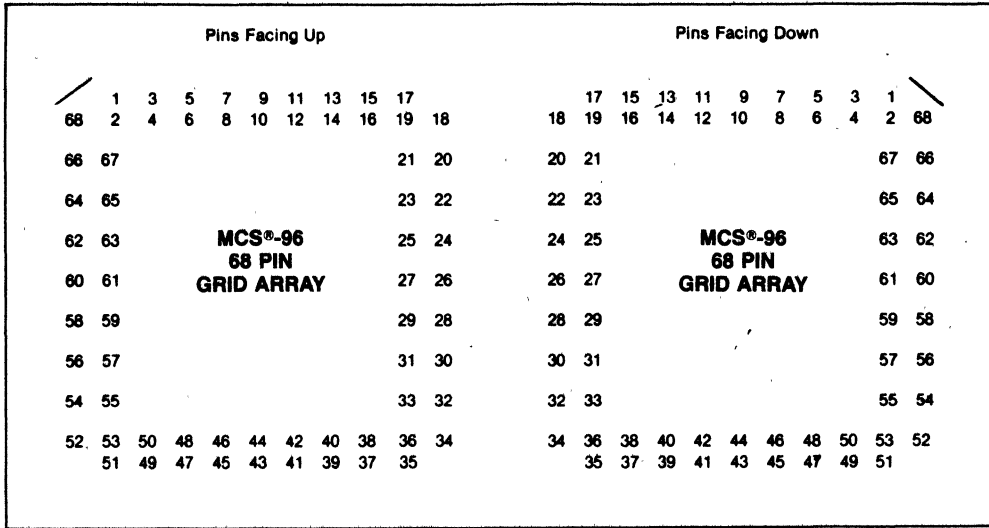 Pins Facing Up Pins Facing Down
1 3 5 7 9 11 13 15 17 17 15 13 11 9 7 5 3 1
68 2 4 6 8 10 12 14 16 19 18 18 19 16 14 12 10 8 6 4 2 68
66 67 21 20 20 21 67 66
64 65 23 22 22 23 65 64
62 63 MCS®-96 25 24 24 25 MCS®-96 63 62
68 PIN 68 PIN
60 61 GRID ARRAY 27 26 26 27 GRID ARRAY 61 60
58 59 29 28 28 29 59 58
56 57 31 30 30 31 57 56
54 55 33 32 32 33 55 54
52 53 50 48 46 44 42 40 38 36 34 34 36 38 40 42 44 46 48 50 53 52
51 49 47 45 43 41 39 37 35 35 37 39 41 43 45 47 49 51